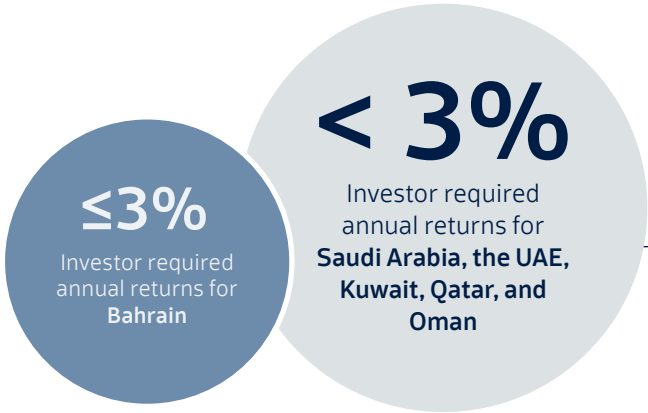 ≤3%
Investor required
annual returns for
Bahrain
< 3%
Investor required
annual returns for
Saudi Arabia, the UAE,
Kuwait, Qatar, and
Oman